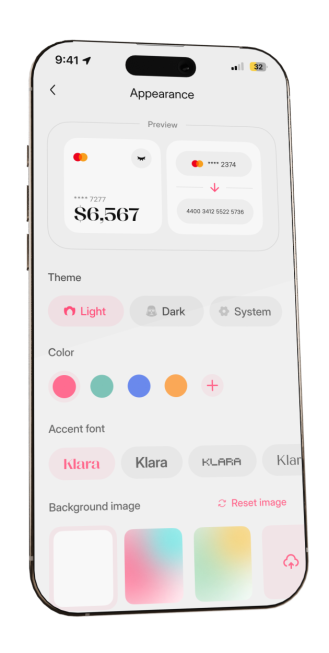 9:41
32
Appearance
Preview
**** 7277
$6,567
**** 2374
4400 3412 5522 5736
Theme
Light
Dark
System
Color
Accent font
Klara
Klara
KLARA
Klar
Background image
Reset image